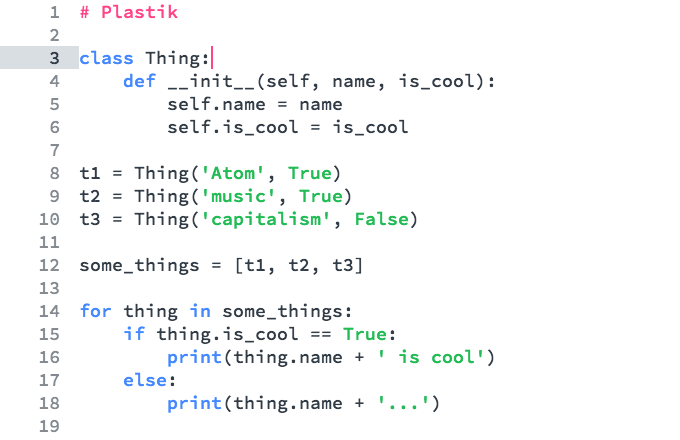 1 # Plastik
2
3 class Thing:
4     def __init__(self, name, is_cool):
5         self.name = name
6         self.is_cool = is_cool
7
8 t1 = Thing('Atom', True)
9 t2 = Thing('music', True)
10 t3 = Thing('capitalism', False)
11
12 some_things = [t1, t2, t3]
13
14 for thing in some_things:
15     if thing.is_cool == True:
16         print(thing.name + ' is cool')
17     else:
18         print(thing.name + '...')
19